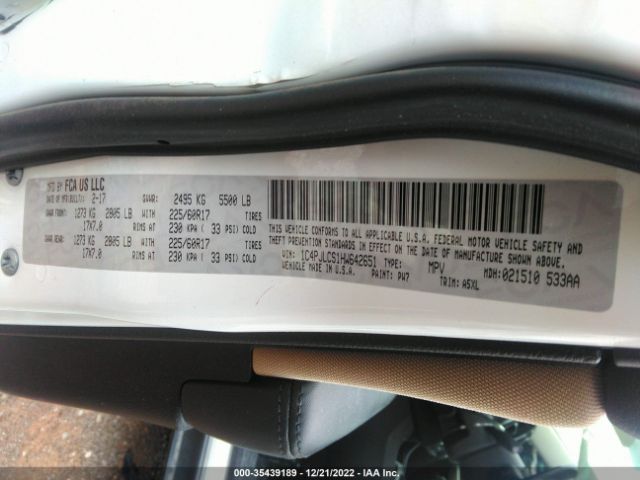 MFG BY FCA US LLC
DATE OF MFR: 2-17 GVWR: 2495 KG 5500 LB
GAWR FRONT: 1273 KG 2805 LB WITH 225/60R17 TIRES
17X7.0 RIMS AT 230 KPA ( 33 PSI) COLD
GAWR REAR: 1273 KG 2805 LB WITH 225/60R17 TIRES
17X7.0 RIMS AT 230 KPA ( 33 PSI) COLD
THIS VEHICLE CONFORMS TO ALL APPLICABLE U.S.A. FEDERAL MOTOR VEHICLE SAFETY AND
THEFT PREVENTION STANDARDS IN EFFECT ON THE DATE OF MANUFACTURE SHOWN ABOVE.
VIN: 1C4PJLCS1HW642651 TYPE: MPV MDH: 021510 533AA
VEHICLE MADE IN U.S.A. PAINT: PW7 TRIM: A5XL
000-35439189 - 12/21/2022 - IAA Inc.